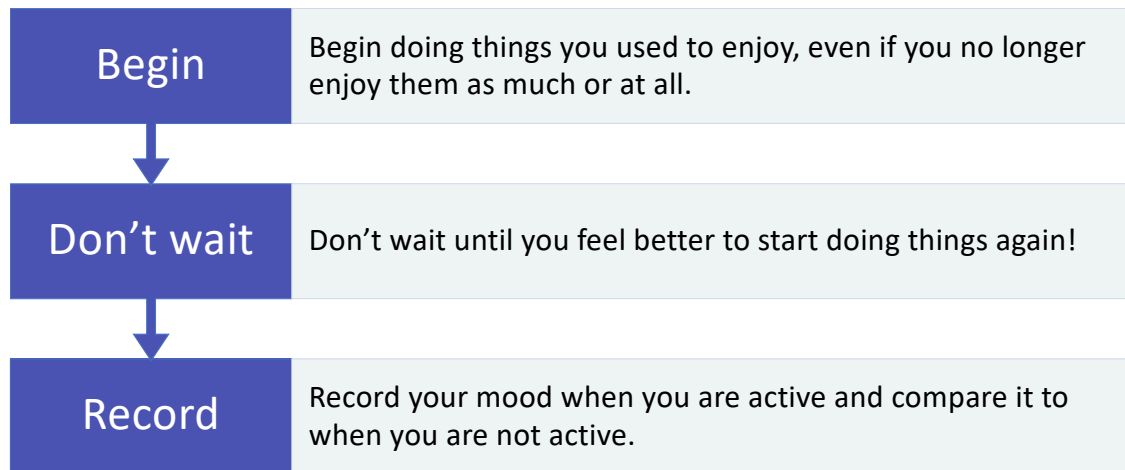 Begin
Begin doing things you used to enjoy, even if you no longer
enjoy them as much or at all.
Don’t wait
Don’t wait until you feel better to start doing things again!
Record
Record your mood when you are active and compare it to
when you are not active.